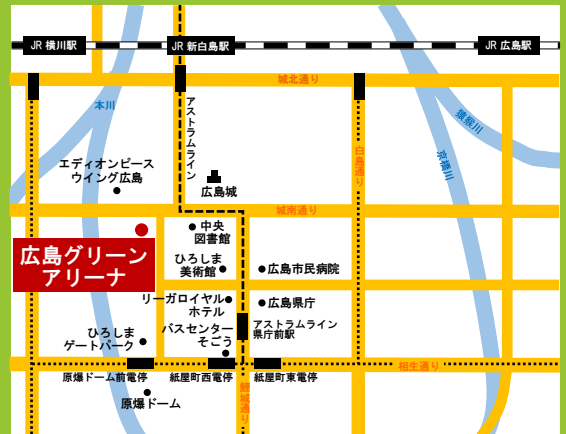 JR 横川駅
JR 新白島駅
JR 広島駅
城北通り
本川
アストラムライン
猿猴川
京橋川
白島通り
エディオンピース
ウイング広島
広島城
城南通り
中央
図書館
広島グリーン
アリーナ
ひろしま
美術館
広島市民病院
リーガロイヤル
ホテル
広島県庁
バスセンター
そごう
アストラムライン
県庁前駅
ひろしま
ゲートパーク
相生通り
原爆ドーム前電停
紙屋町西電停
紙屋町東電停
原爆ドーム
鯉城通り